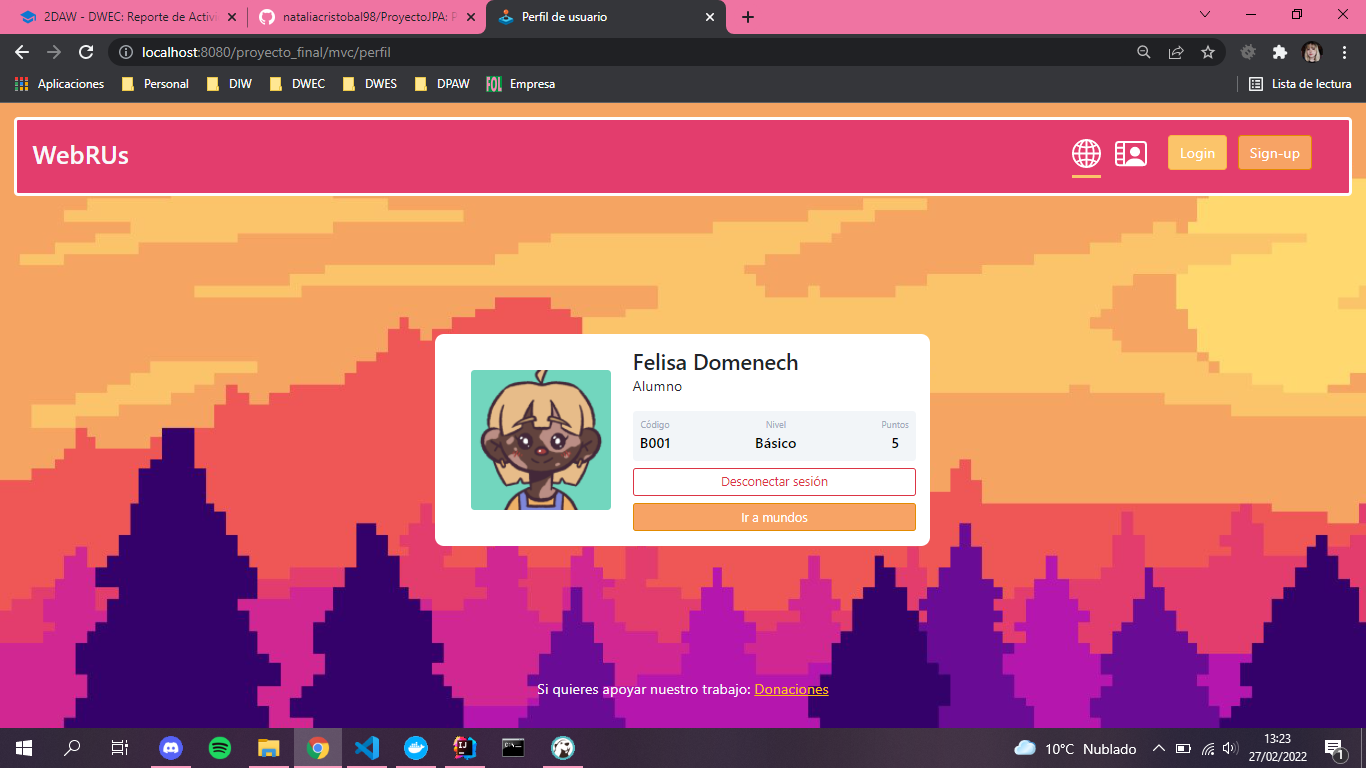 2DAW - DWEC: Reporte de Activi
nataliacristobal98/ProyectoJPA: P
Perfil de usuario
localhost:8080/proyecto_final/mvc/perfil
Aplicaciones
Personal
DIW
DWEC
DWES
DPAW
FOL
Empresa
Lista de lectura
WebRUs
Login
Sign-up
Felisa Domenech
Alumno
Código Nivel Puntos
B001 Básico 5
Desconectar sesión
Ir a mundos
Si quieres apoyar nuestro trabajo: Donaciones
10°C Nublado
13:23
27/02/2022
1